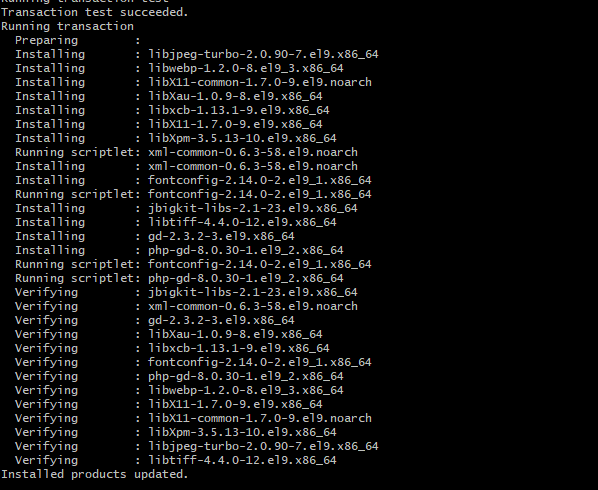 Running transaction test
Transaction test succeeded.
Running transaction
Preparing :
Installing : libjpeg-turbo-2.0.90-7.el9.x86_64
Installing : libwebp-1.2.0-8.el9_3.x86_64
Installing : libX11-common-1.7.0-9.el9.noarch
Installing : libXau-1.0.9-8.el9.x86_64
Installing : libxcb-1.13.1-9.el9.x86_64
Installing : libX11-1.7.0-9.el9.x86_64
Installing : libXpm-3.5.13-10.el9.x86_64
Running scriptlet: xml-common-0.6.3-58.el9.noarch
Installing : xml-common-0.6.3-58.el9.noarch
Installing : fontconfig-2.14.0-2.el9_1.x86_64
Running scriptlet: fontconfig-2.14.0-2.el9_1.x86_64
Installing : jbigkit-libs-2.1-23.el9.x86_64
Installing : libtiff-4.4.0-12.el9.x86_64
Installing : gd-2.3.2-3.el9.x86_64
Installing : php-gd-8.0.30-1.el9_2.x86_64
Running scriptlet: fontconfig-2.14.0-2.el9_1.x86_64
Running scriptlet: php-gd-8.0.30-1.el9_2.x86_64
Verifying : jbigkit-libs-2.1-23.el9.x86_64
Verifying : xml-common-0.6.3-58.el9.noarch
Verifying : gd-2.3.2-3.el9.x86_64
Verifying : libXau-1.0.9-8.el9.x86_64
Verifying : libxcb-1.13.1-9.el9.x86_64
Verifying : fontconfig-2.14.0-2.el9_1.x86_64
Verifying : php-gd-8.0.30-1.el9_2.x86_64
Verifying : libwebp-1.2.0-8.el9_3.x86_64
Verifying : libX11-1.7.0-9.el9.x86_64
Verifying : libX11-common-1.7.0-9.el9.noarch
Verifying : libXpm-3.5.13-10.el9.x86_64
Verifying : libjpeg-turbo-2.0.90-7.el9.x86_64
Verifying : libtiff-4.4.0-12.el9.x86_64
Installed products updated.